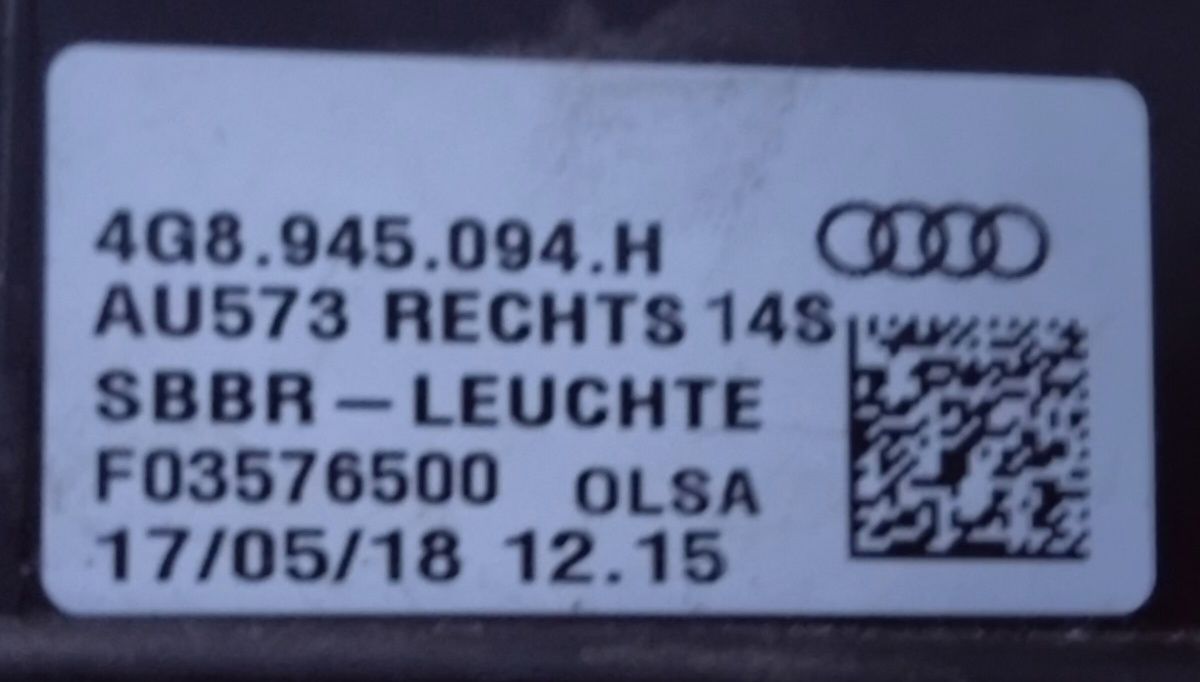 4G8.945.094.H
AU573 RECHTS 14S
SBBR - LEUCHTE
F03576500 OLSA
17/05/18 12.15